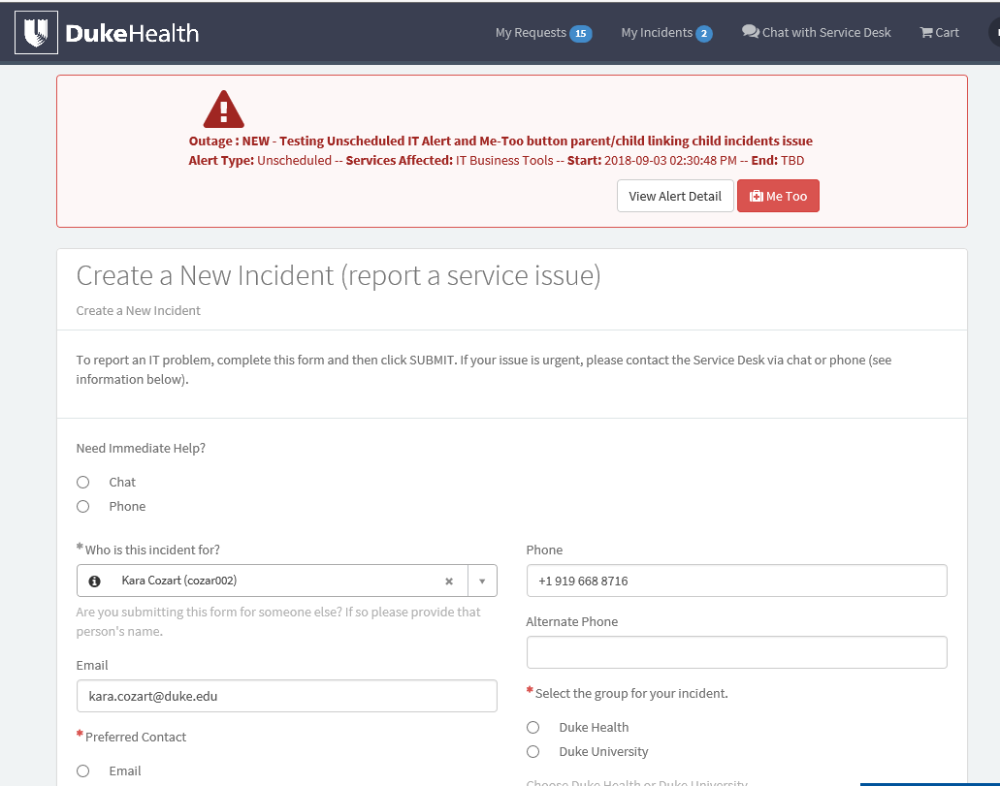 DukeHealth
My Requests 15 My Incidents 2 Chat with Service Desk Cart
Outage : NEW - Testing Unscheduled IT Alert and Me-Too button parent/child linking child incidents issue
Alert Type: Unscheduled -- Services Affected: IT Business Tools -- Start: 2018-09-03 02:30:48 PM -- End: TBD
View Alert Detail Me Too
Create a New Incident (report a service issue)
Create a New Incident
To report an IT problem, complete this form and then click SUBMIT. If your issue is urgent, please contact the Service Desk via chat or phone (see
information below).
Need Immediate Help?
Chat
Phone
* Who is this incident for?
Kara Cozart (cozar002)
Are you submitting this form for someone else? If so please provide that
person's name.
Email
kara.cozart@duke.edu
* Preferred Contact
Email
Phone
+1 919 668 8716
Alternate Phone
* Select the group for your incident.
Duke Health
Duke University
Choose Duke Health or Duke University